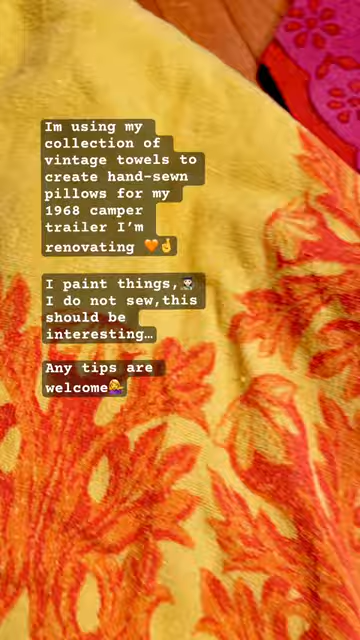 Im using my
collection of
vintage towels to
create hand-sewn
pillows for my
1968 camper
trailer I’m
renovating 🧡🤞
I paint things,👩🏻‍🎨
I do not sew,this
should be
interesting…
Any tips are
welcome💁‍♀️